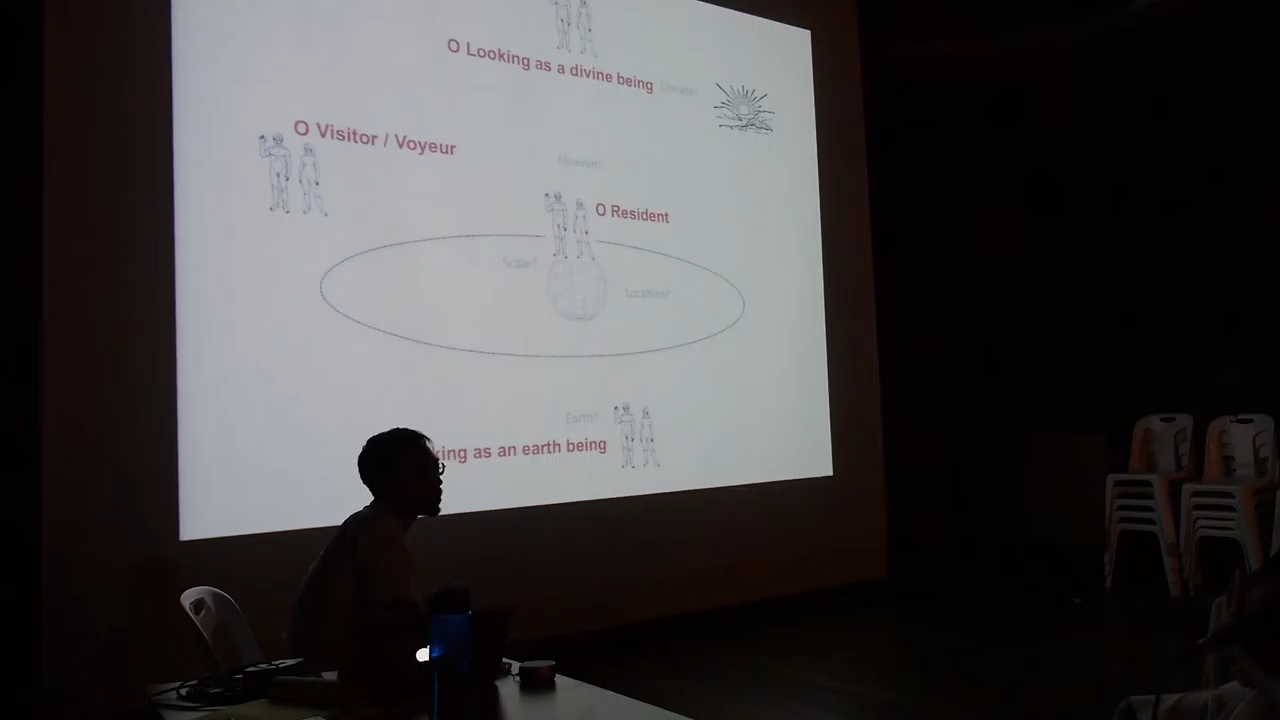 O Looking as a divine being
Climate?
O Visitor / Voyeur
Heaven?
O Resident
Scale?
Location?
Earth?
king as an earth being